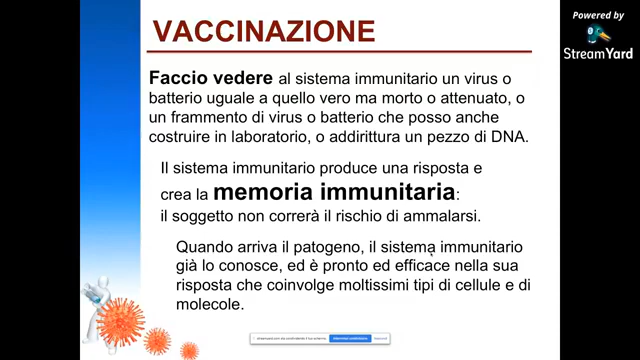 Powered by
StreamYard
VACCINAZIONE
Faccio vedere al sistema immunitario un virus o
batterio uguale a quello vero ma morto o attenuato, o
un frammento di virus o batterio che posso anche
costruire in laboratorio, o addirittura un pezzo di DNA.
Il sistema immunitario produce una risposta e
crea la memoria immunitaria:
il soggetto non correrà il rischio di ammalarsi.
Quando arriva il patogeno, il sistema immunitario
già lo conosce, ed è pronto ed efficace nella sua
risposta che coinvolge moltissimi tipi di cellule e di
molecole.